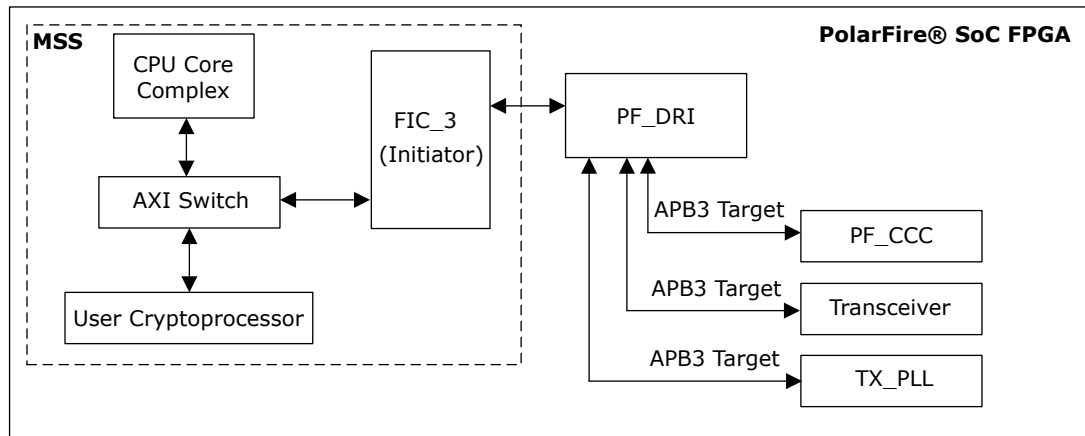 MSS
PolarFire® SoC FPGA
CPU Core
Complex
FIC_3
(Initiator)
PF_DRI
AXI Switch
User Cryptoprocessor
APB3 Target
PF_CCC
APB3 Target
Transceiver
APB3 Target
TX_PLL